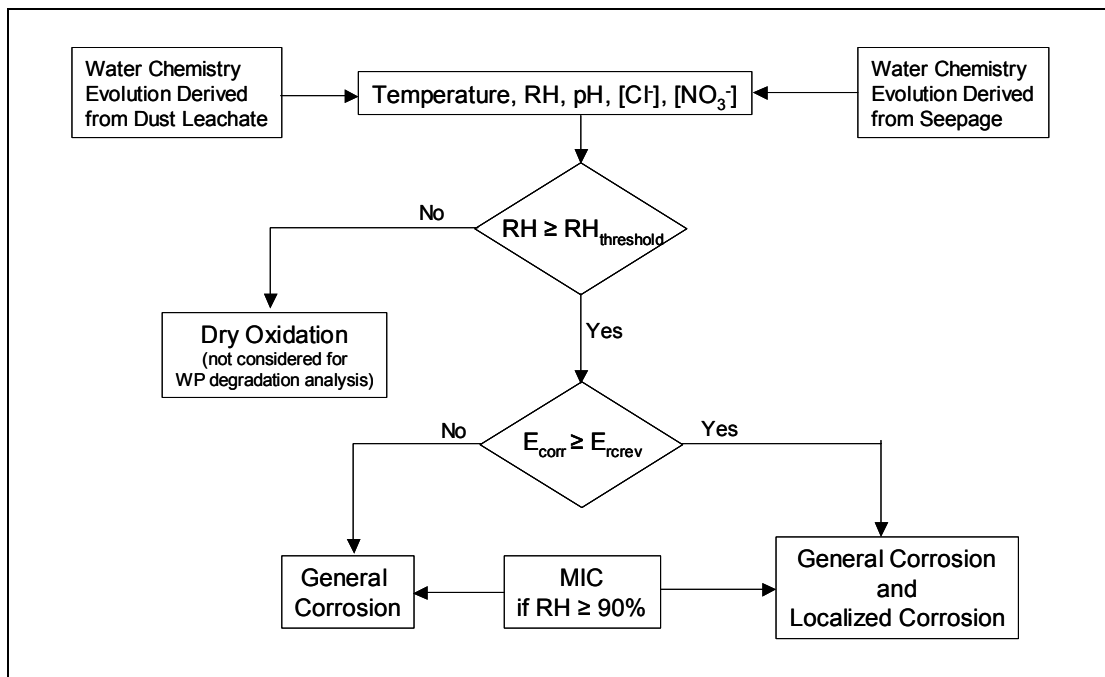 Water Chemistry
Evolution Derived
from Dust Leachate
Temperature, RH, pH, [Cl-], [NO3-]
Water Chemistry
Evolution Derived
from Seepage
No
RH ≥ RHthreshold
Yes
Dry Oxidation
(not considered for
WP degradation analysis)
No
Ecorr ≥ Ercrev
Yes
General
Corrosion
MIC
if RH ≥ 90%
General Corrosion
and
Localized Corrosion